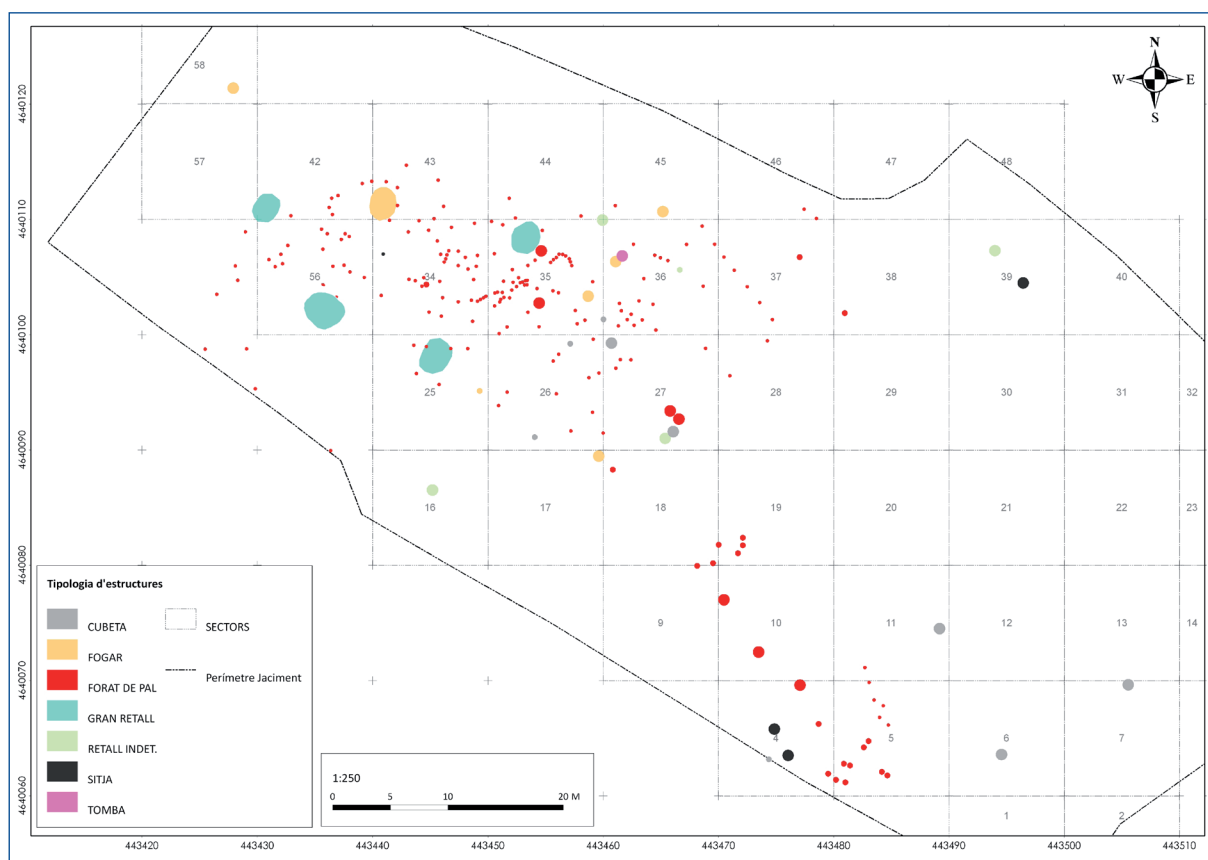 58
N
W E
S
4640120
57 42 43 44 45 46 47 48
4640110
56 34 35 36 37 38 39 40
4640100
25 26 27 28 29 30 31 32
4640090
16 17 18 19 20 21 22 23
4640080
9 10 11 12 13 14
4640070
4 5 6 7
4640060
1 2
Tipologia d'estructures
CUBETA
FOGAR
FORAT DE PAL
GRAN RETALL
RETALL INDET.
SITJA
TOMBA
SECTORS
Perímetre Jaciment
1:250
0 5 10 20 M
443420 443430 443440 443450 443460 443470 443480 443490 443500 443510